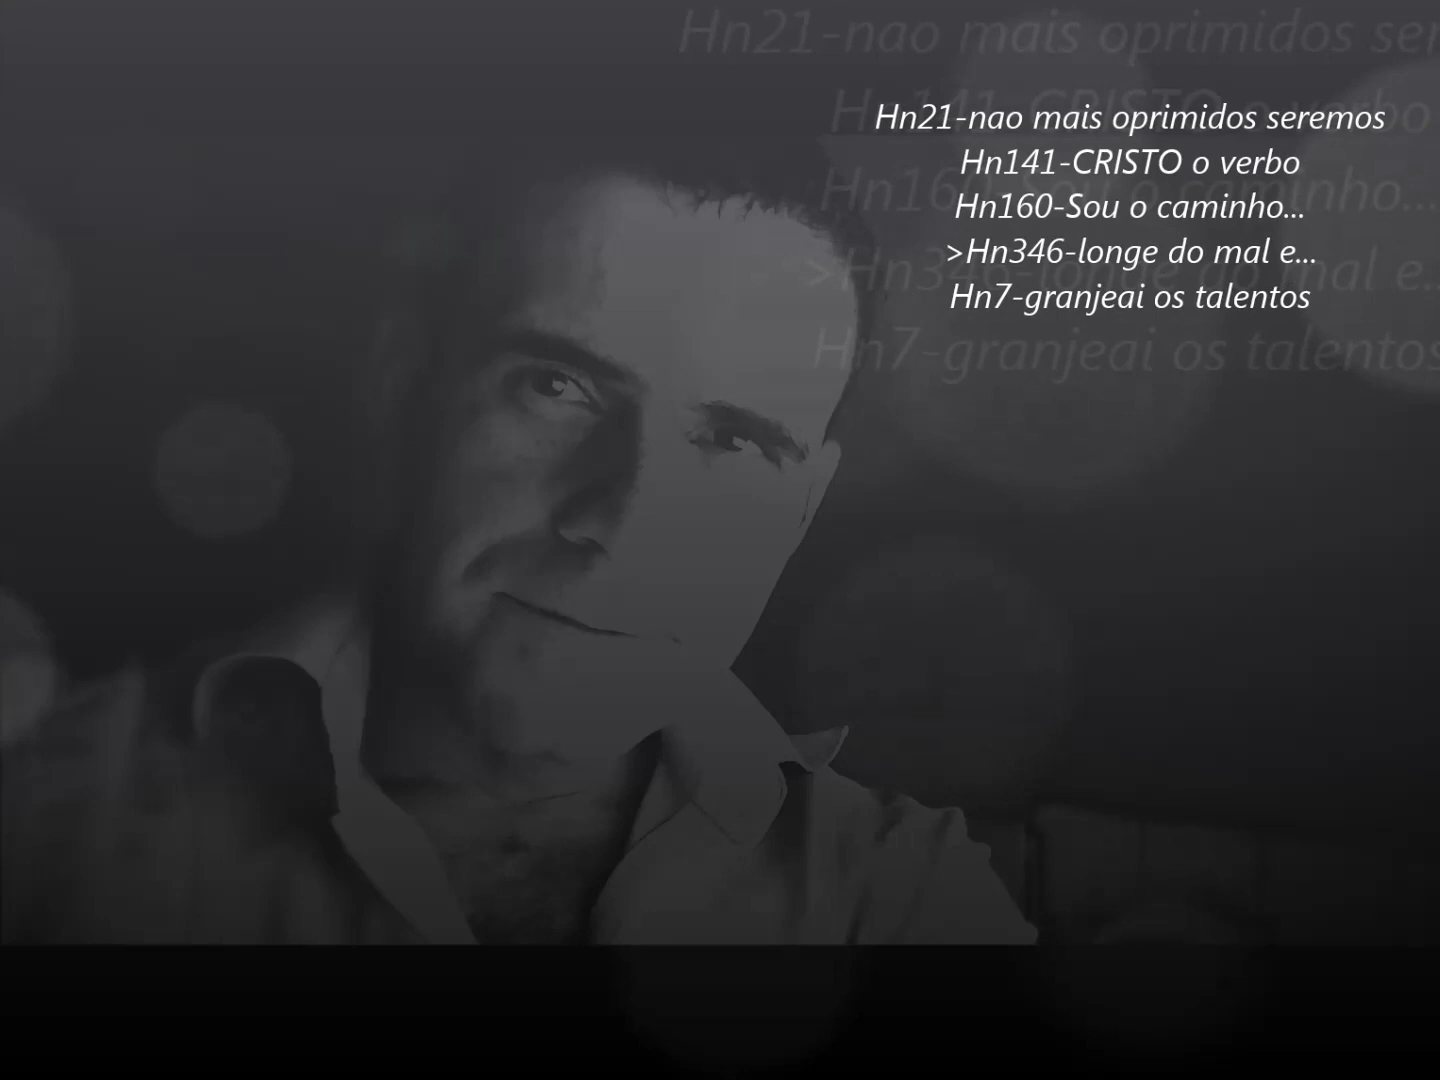 Hn21-nao mais oprimidos seremos
Hn141-CRISTO o verbo
Hn160-Sou o caminho...
>Hn346-longe do mal e...
Hn7-granjeai os talentos